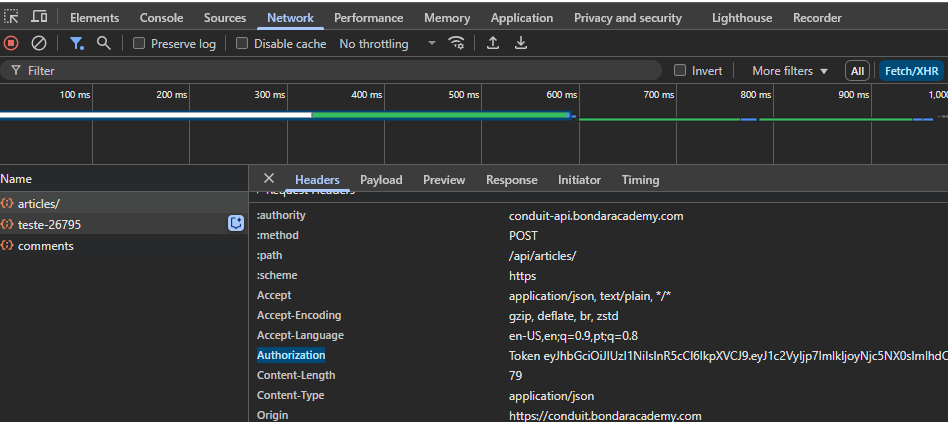 Elements Console Sources Network Performance Memory Application Privacy and security Lighthouse Recorder
Preserve log Disable cache No throttling
Filter Invert More filters All Fetch/XHR
100 ms 200 ms 300 ms 400 ms 500 ms 600 ms 700 ms 800 ms 900 ms
Name Headers Payload Preview Response Initiator Timing
Request Headers
articles/
teste-26795
comments
:authority conduit-api.bondaracademy.com
:method POST
:path /api/articles/
:scheme https
Accept application/json, text/plain, */*
Accept-Encoding gzip, deflate, br, zstd
Accept-Language en-US,en;q=0.9,pt;q=0.8
Authorization Token
Content-Length 79
Content-Type application/json
Origin https://conduit.bondaracademy.com